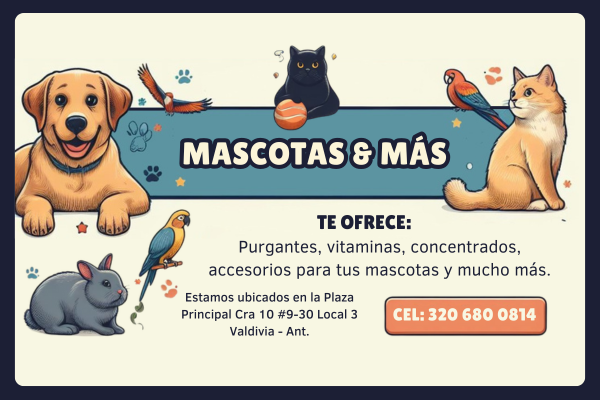 MASCOTAS & MÁS
TE OFRECE:
Purgantes, vitaminas, concentrados,
accesorios para tus mascotas y mucho más.
Estamos ubicados en la Plaza
Principal Cra 10 #9-30 Local 3
Valdivia - Ant.
CEL: 320 680 0814